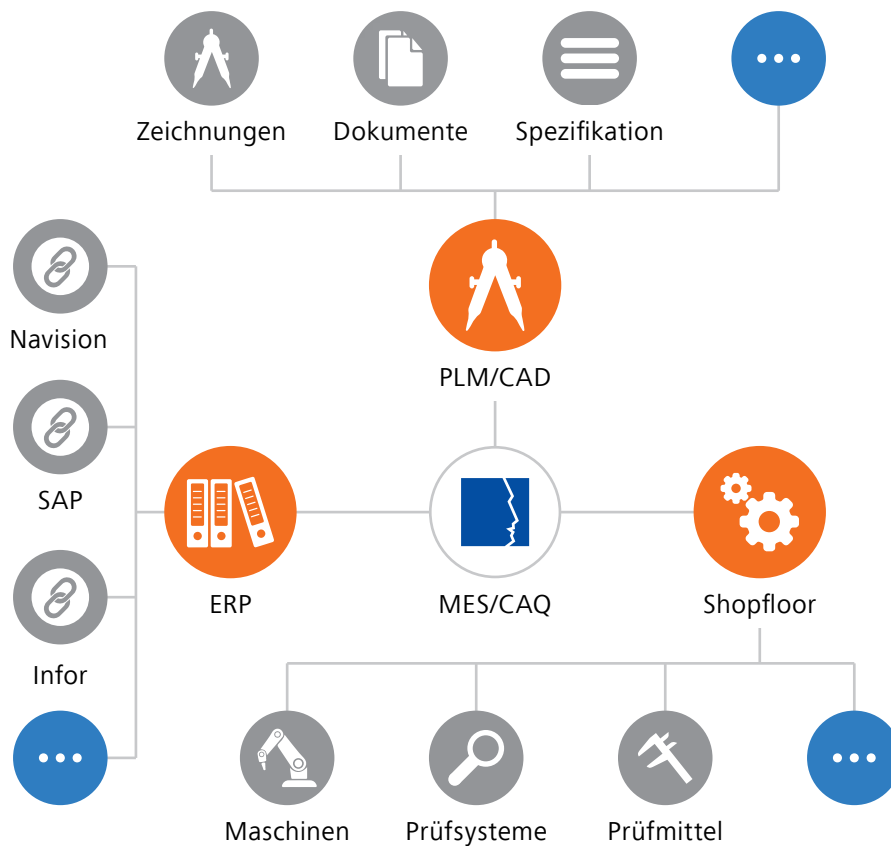 Zeichnungen
Dokumente
Spezifikation
Navision
PLM/CAD
SAP
ERP
MES/CAQ
Shopfloor
Infor
Maschinen
Prüfsysteme
Prüfmittel